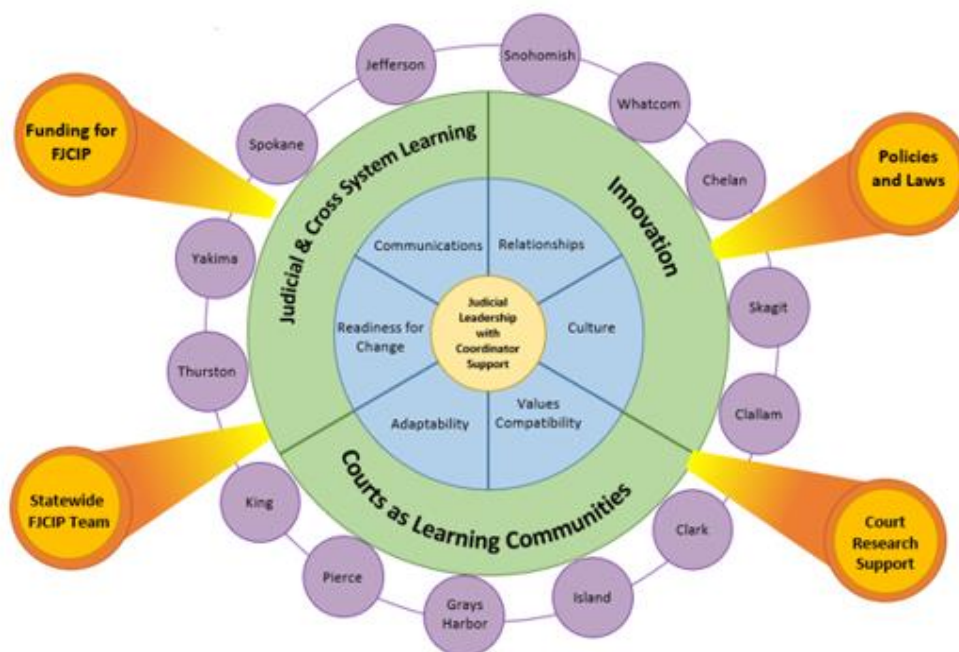 Jefferson
Snohomish
Whatcom
Chelan
Skagit
Clallam
Clark
Island
Grays
Harbor
Pierce
King
Thurston
Yakima
Spokane
Funding for
FJCIP
Policies
and Laws
Court
Research
Support
Statewide
FJCIP Team
Judicial & Cross System Learning
Innovation
Courts as Learning Communities
Communications
Relationships
Culture
Values
Compatibility
Adaptability
Readiness for
Change
Judicial
Leadership
with
Coordinator
Support